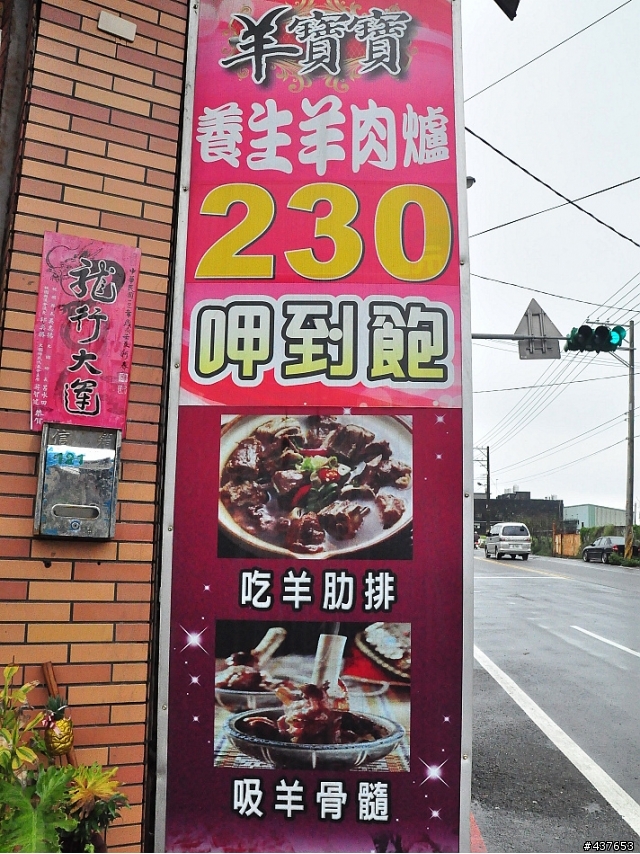 羊寶寶
養生羊肉爐
230
呷到飽
吃羊肋排
吸羊骨髓
龍行大運
121
#437653